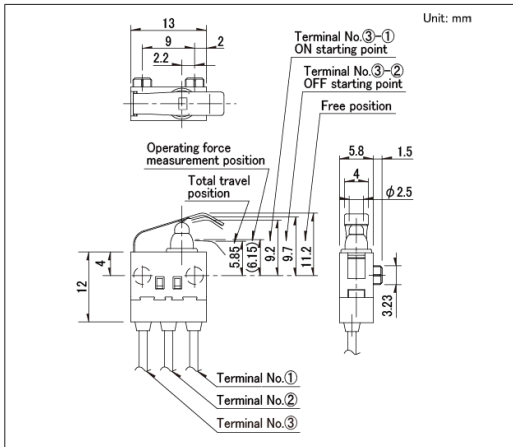 Unit: mm
13
9
2
2.2
Terminal No.③-①
ON starting point
Terminal No.③-②
OFF starting point
Free position
Operating force
measurement position
Total travel
position
5.8
1.5
4
φ2.5
4
12
5.85
(6.15)
9.2
9.7
11.2
3.23
Terminal No.①
Terminal No.②
Terminal No.③